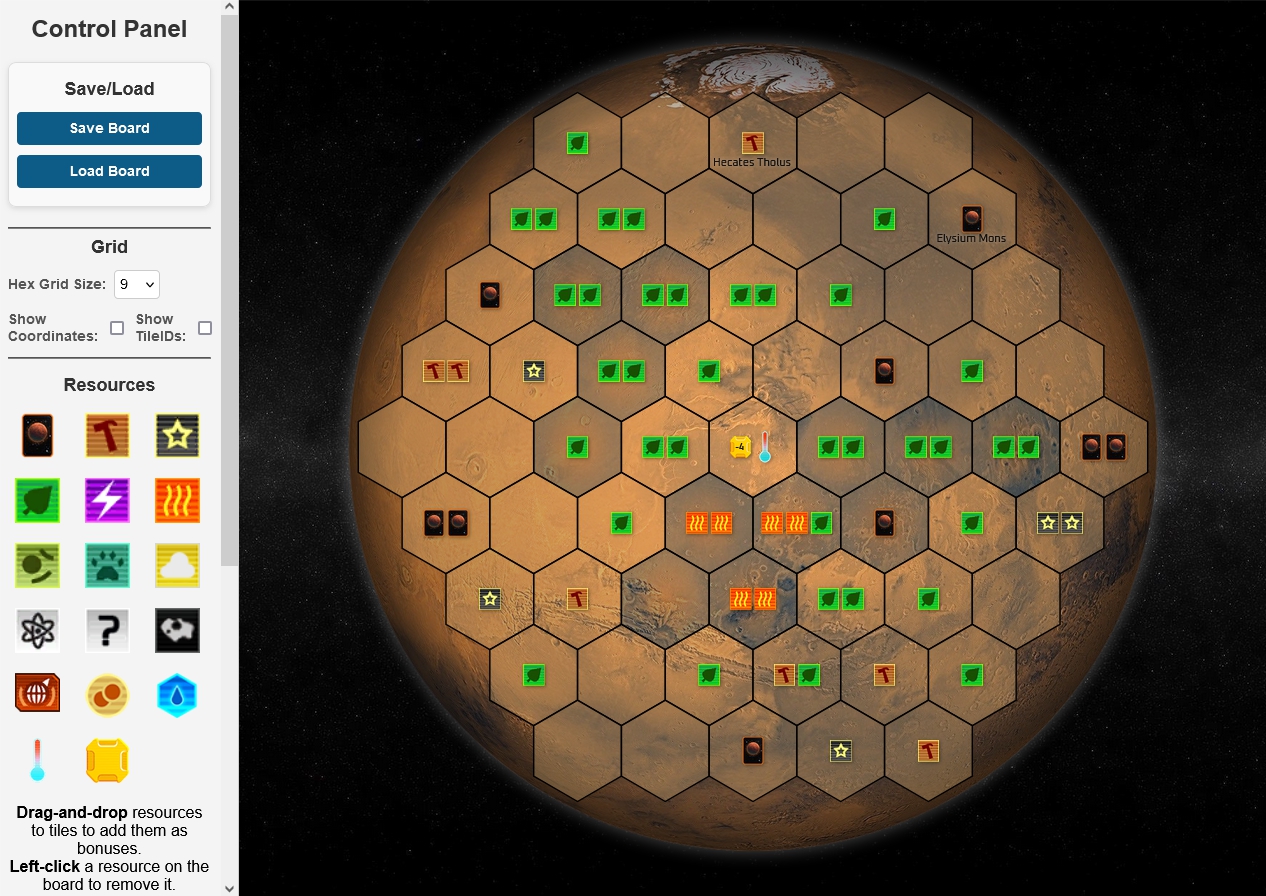 Control Panel
Save/Load
Save Board
Load Board
Grid
Hex Grid Size: 9
Show Coordinates:
Show TileIDs:
Resources
?
Drag-and-drop resources
to tiles to add them as
bonuses.
Left-click a resource on the
board to remove it.
Hecates Tholus
Elysium Mons
-4